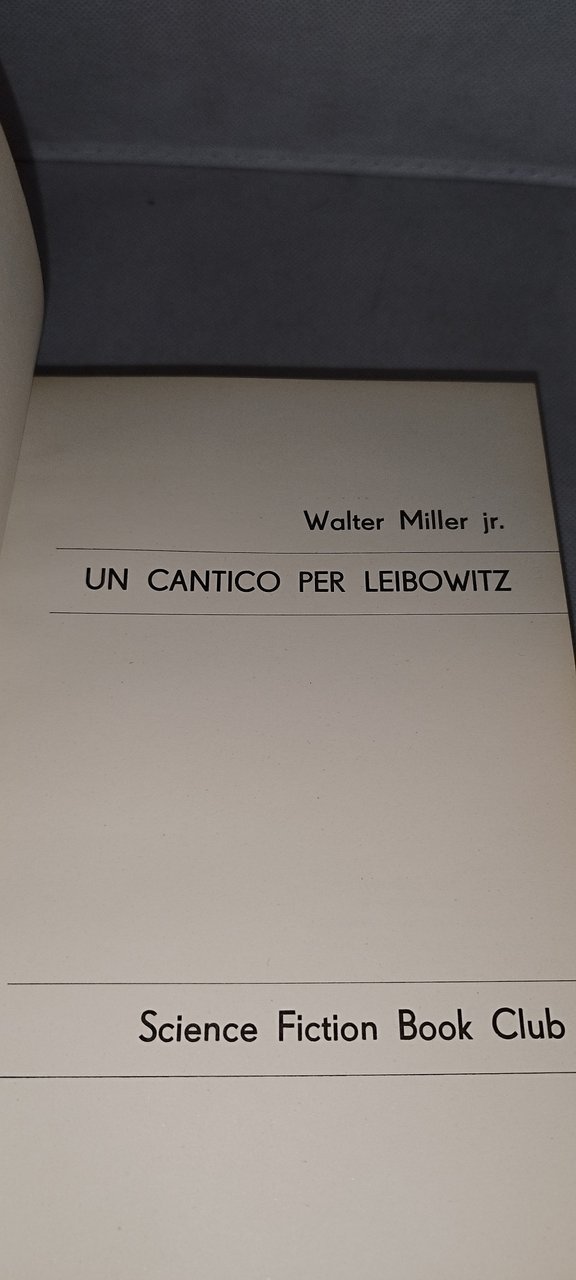 Walter Miller jr.
UN CANTICO PER LEIBOWITZ
Science Fiction Book Club